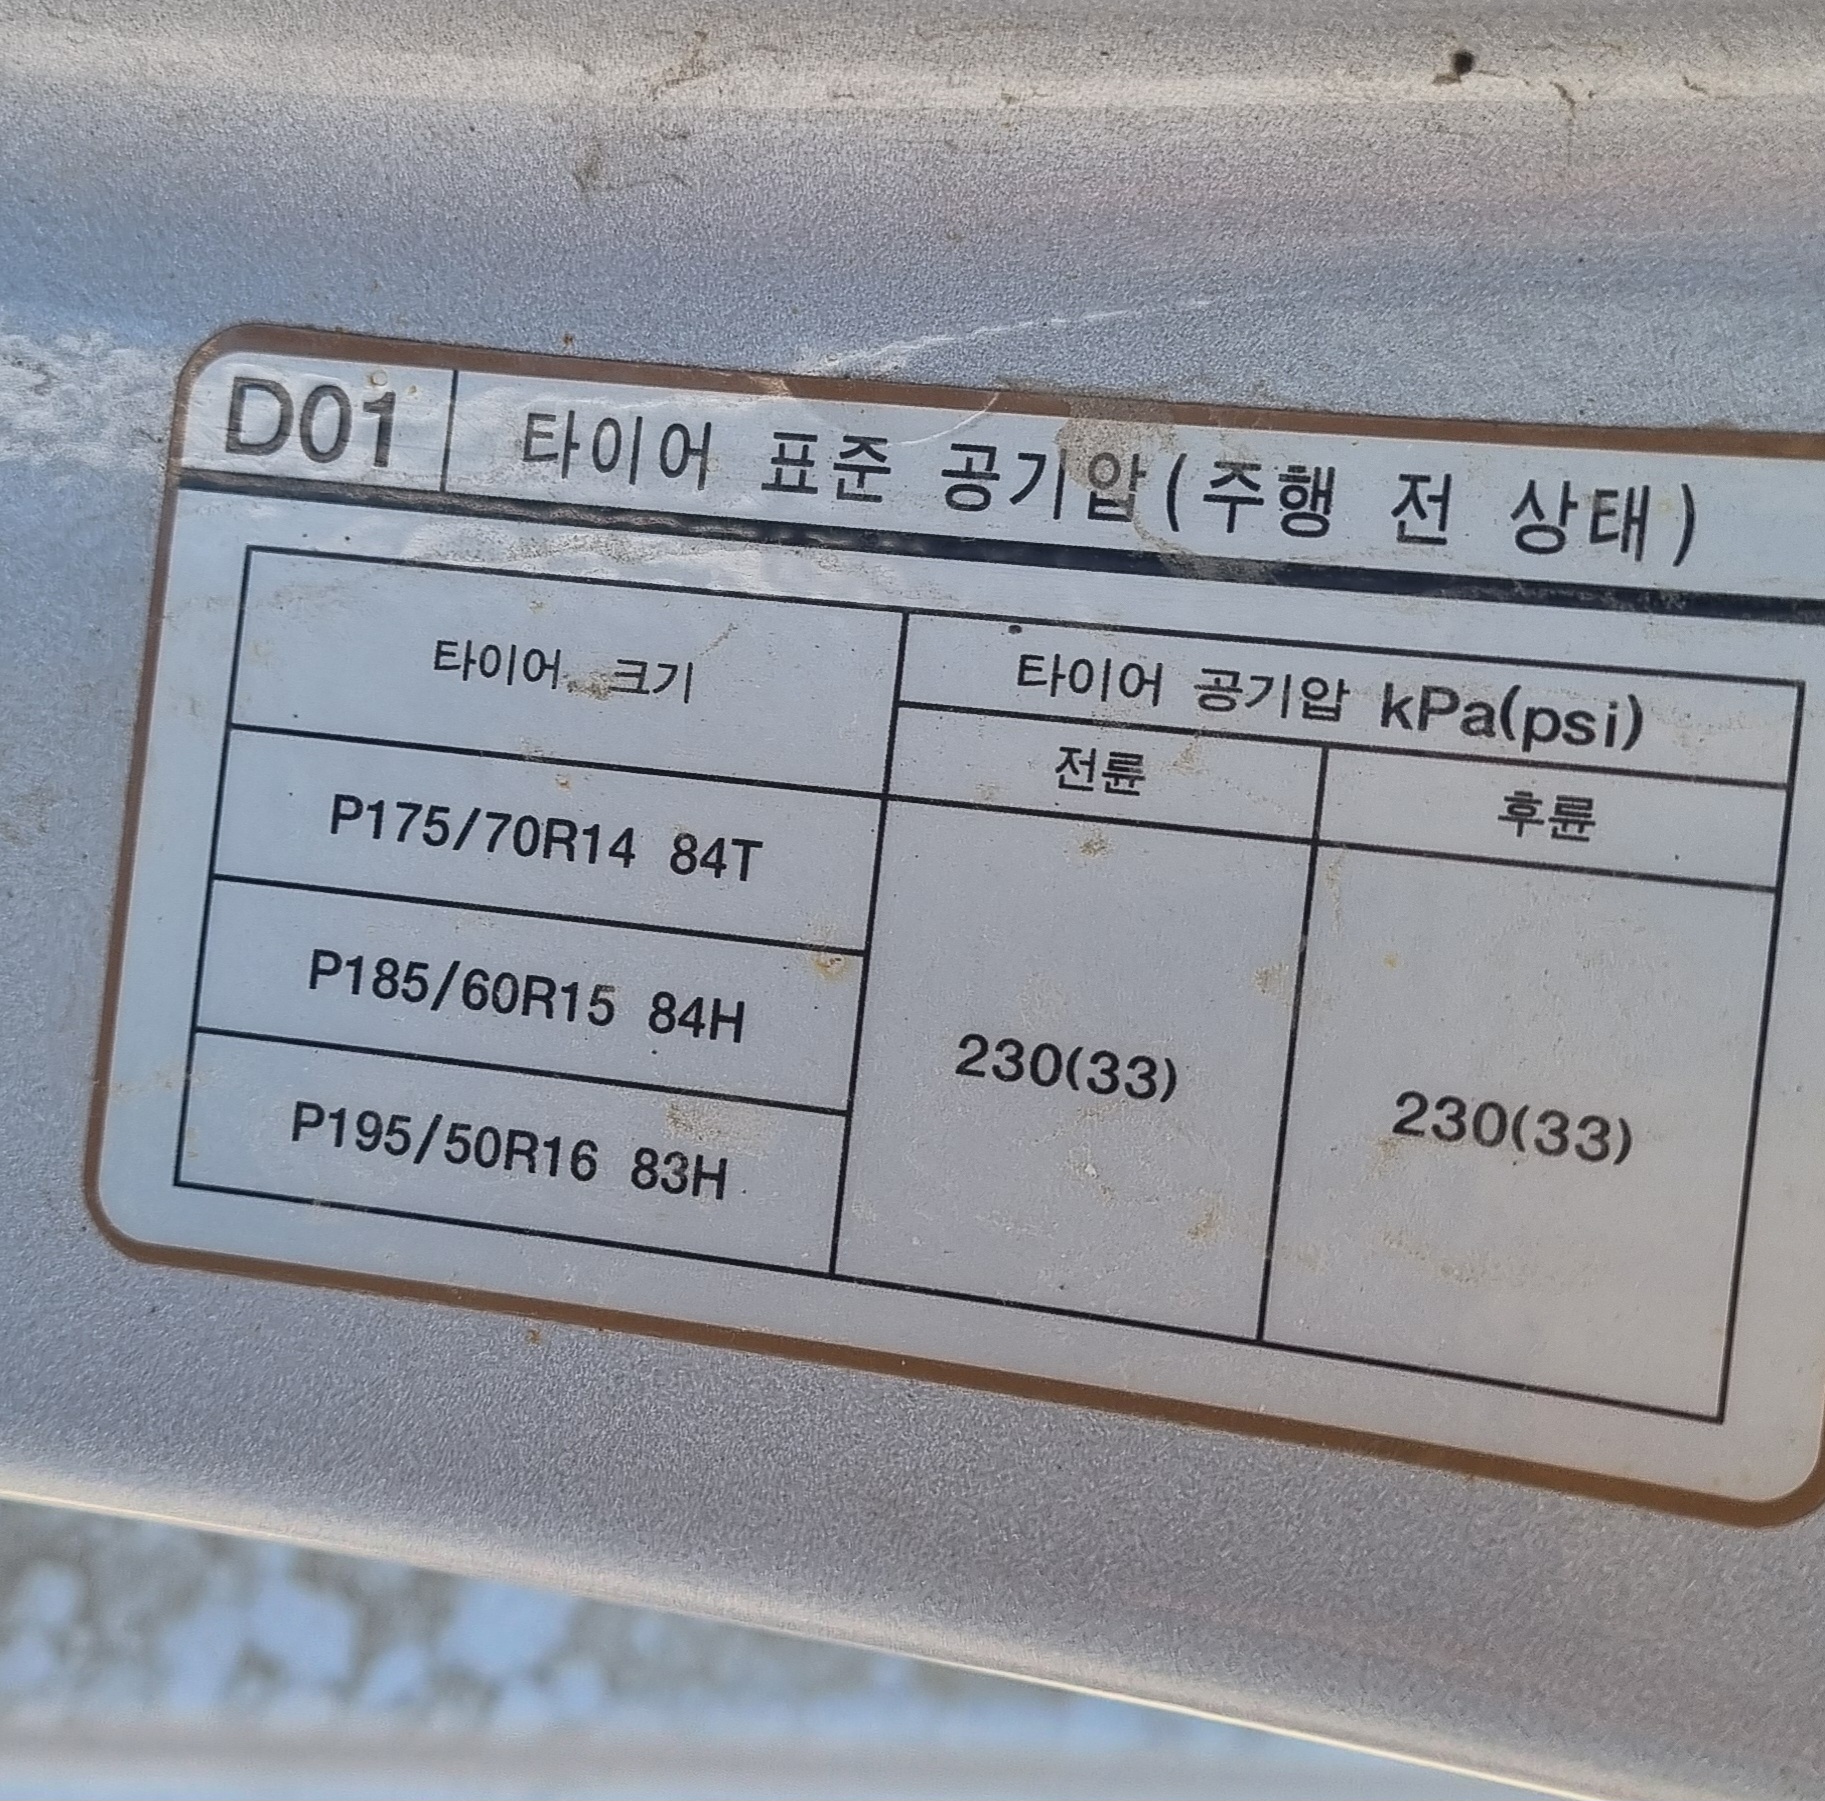 D01 타이어 표준 공기압(주행 전 상태)
타이어 크기
타이어 공기압 kPa(psi)
전륜 후륜
P175/70R14 84T
P185/60R15 84H
P195/50R16 83H
230(33) 230(33)